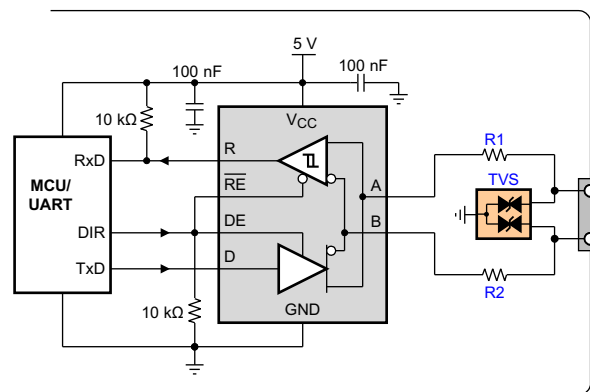 5 V
100 nF
100 nF
10 kΩ
VCC
R1
RxD
R
TVS
MCU/
UART
RE
A
DIR
DE
B
TxD
D
10 kΩ
GND
R2